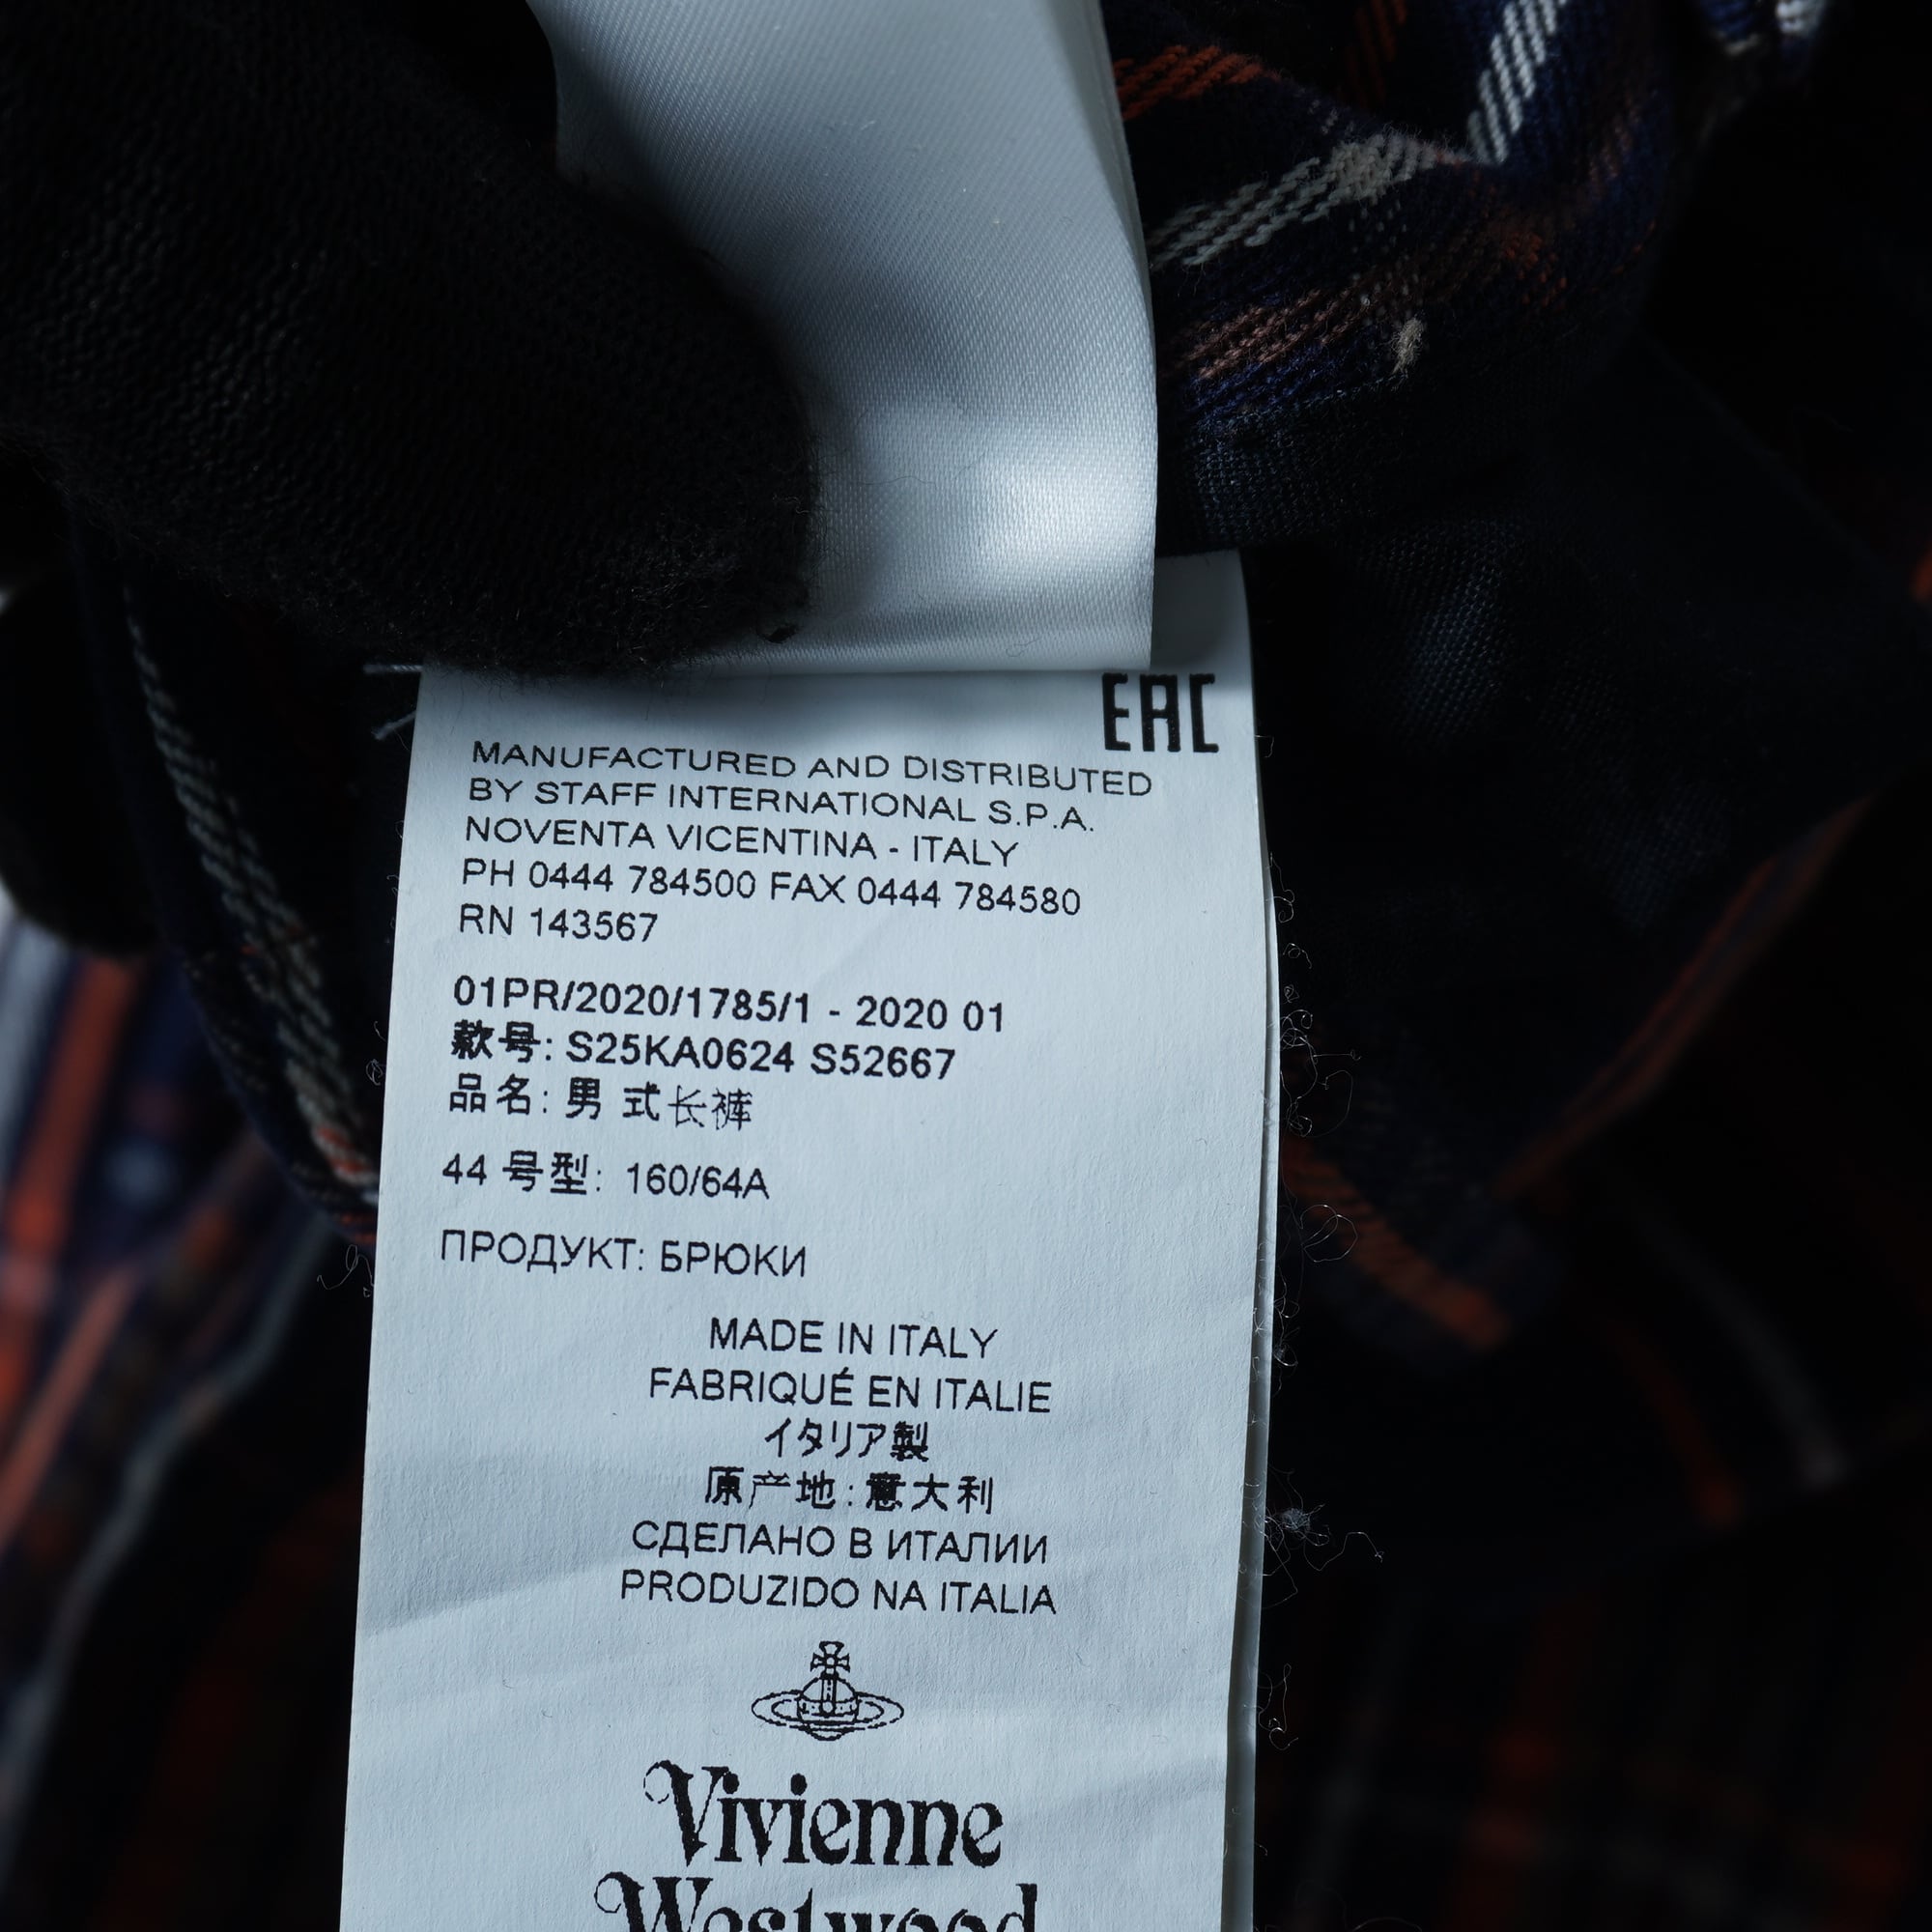 EAC
MANUFACTURED AND DISTRIBUTED
BY STAFF INTERNATIONAL S.P.A.
NOVENTA VICENTINA - ITALY
PH 0444 784500 FAX 0444 784580
RN 143567
01PR/2020/1785/1 - 2020 01
款号: S25KA0624 S52667
品名: 男 式长裤
44 号型: 160/64A
ПРОДУКТ: БРЮКИ
MADE IN ITALY
FABRIQUÉ EN ITALIE
イタリア製
原产地: 意大利
СДЕЛАНО В ИТАЛИИ
PRODUZIDO NA ITALIA
Vivienne
Westwood